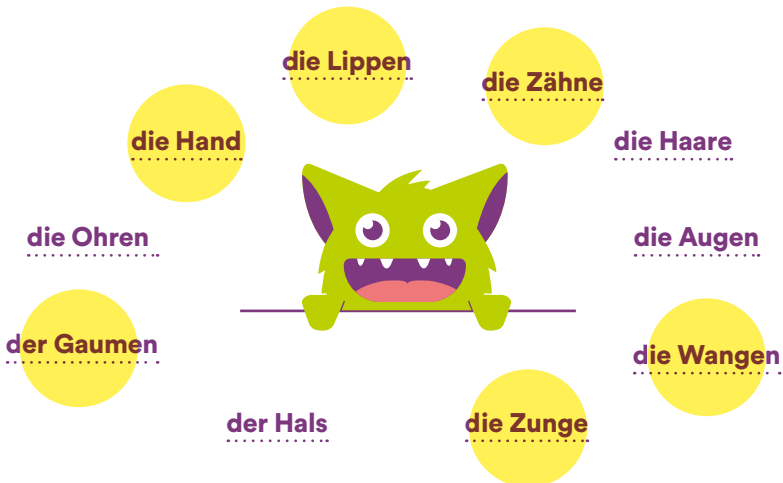 die Lippen
die Zähne
die Hand
die Haare
die Ohren
die Augen
der Gaumen
die Wangen
der Hals
die Zunge